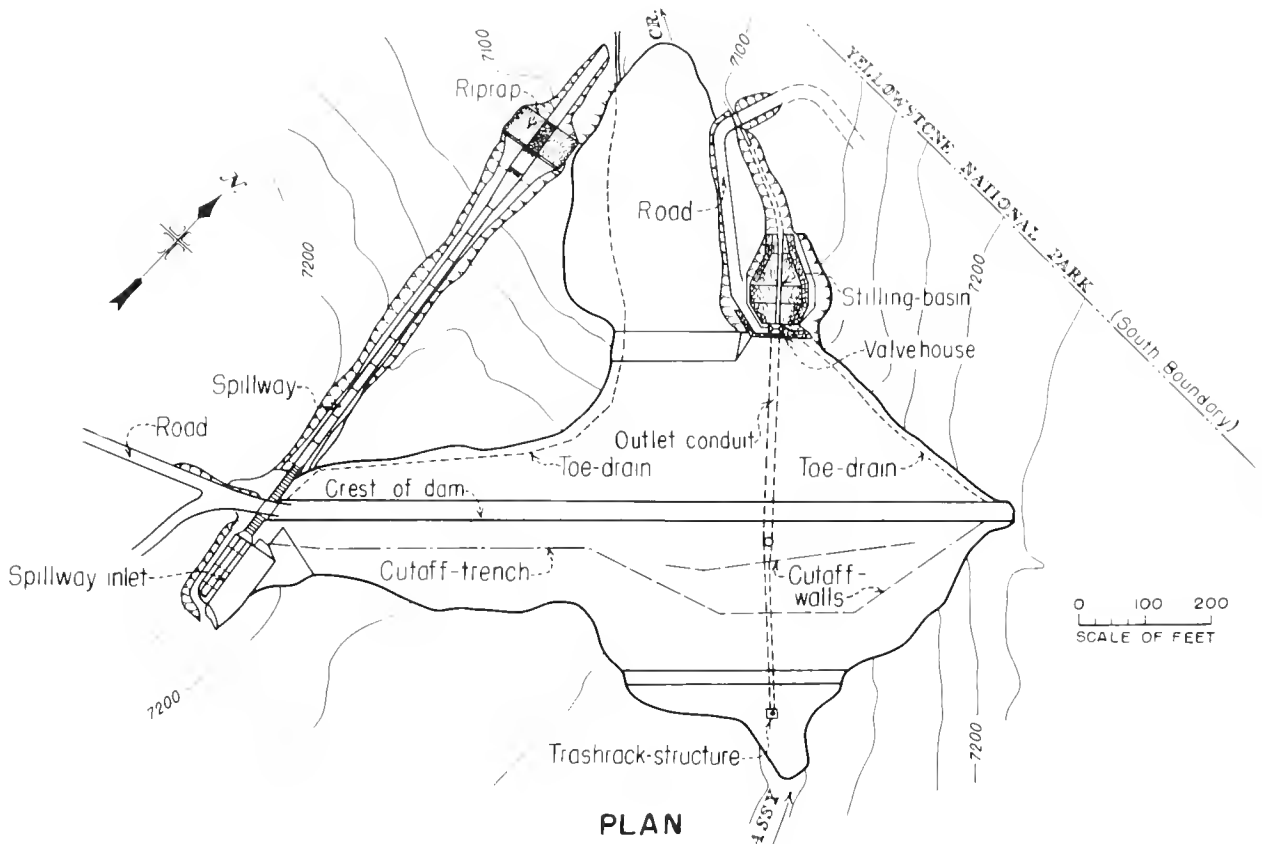 CR.
7100
7100
Riprap
YELLOWSTONE NATIONAL PARK (South Boundary)
N
Road
7200
7200
Stilling-basin
Valvehouse
Spillway
Road
Outlet conduit
Toe-drain
Toe-drain
Crest of dam
Spillway inlet
Cutoff-trench
Cutoff-
walls
0 100 200
SCALE OF FEET
7200
7200
Trashrack-structure
ASSY
PLAN